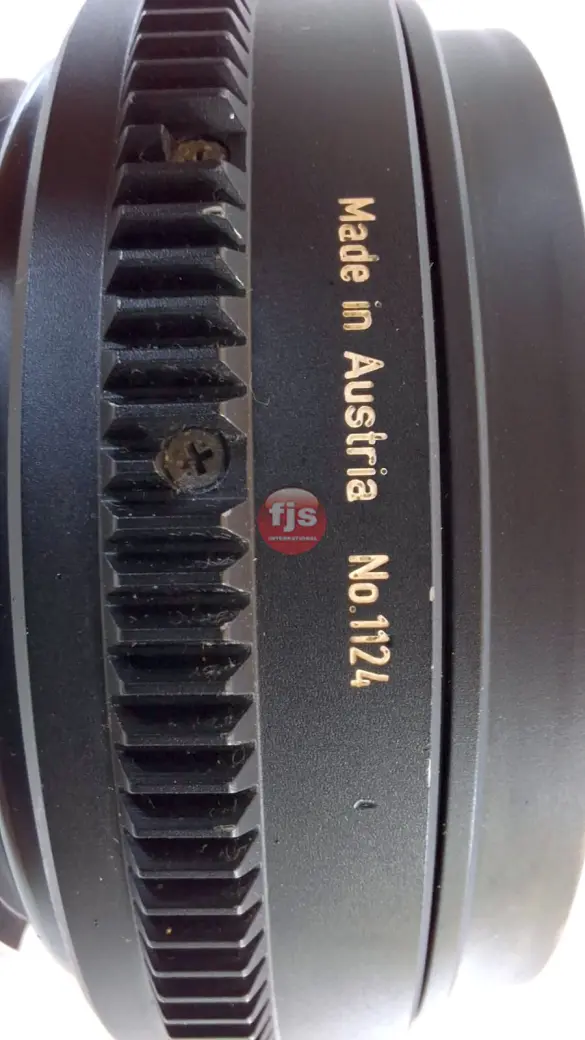 Made in Austria No.1124
fjs
INTERNATIONAL